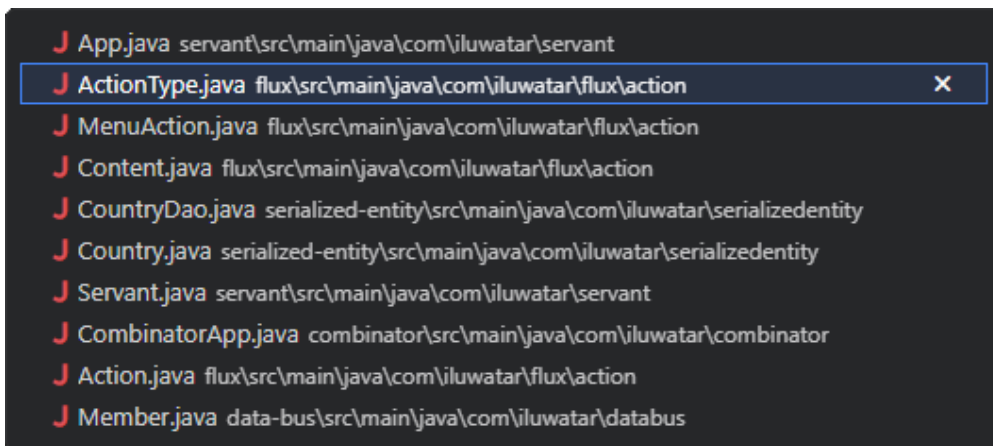 J App.java servant\src\main\java\com\iluwatar\servant
J ActionType.java flux\src\main\java\com\iluwatar\flux\action
J MenuAction.java flux\src\main\java\com\iluwatar\flux\action
J Content.java flux\src\main\java\com\iluwatar\flux\action
J CountryDao.java serialized-entity\src\main\java\com\iluwatar\serializedentity
J Country.java serialized-entity\src\main\java\com\iluwatar\serializedentity
J Servant.java servant\src\main\java\com\iluwatar\servant
J CombinatorApp.java combinator\src\main\java\com\iluwatar\combinator
J Action.java flux\src\main\java\com\iluwatar\flux\action
J Member.java data-bus\src\main\java\com\iluwatar\databus